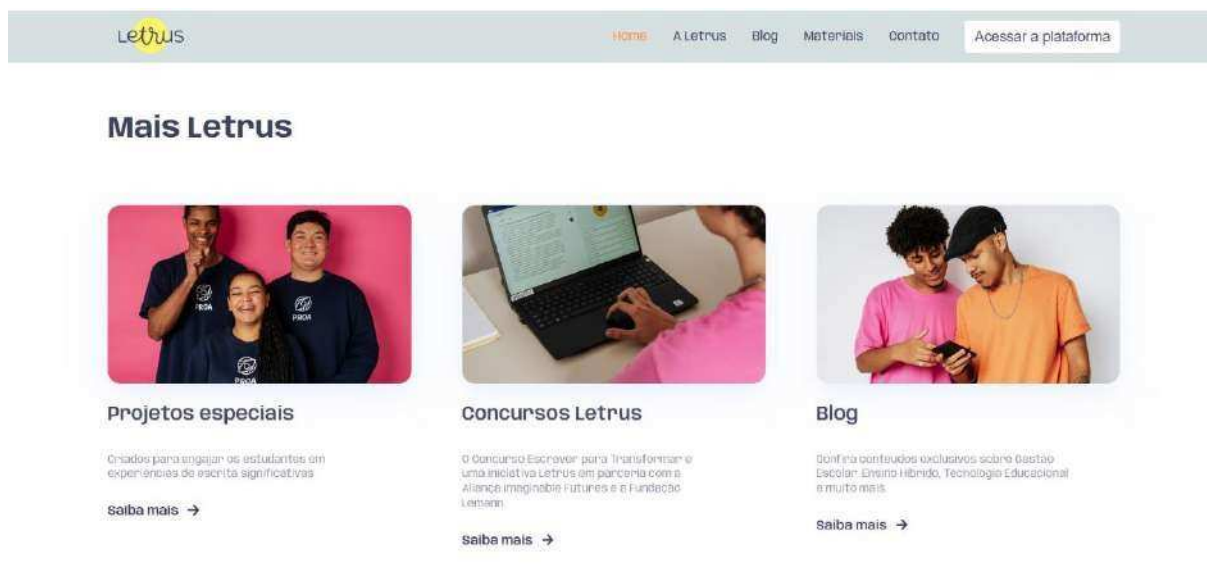 Letrus
Home
A Letrus
Blog
Materiais
Contato
Acessar a plataforma
Mais Letrus
PROA
PROA
PROA
Projetos especiais
Criados para engajar os estudantes em
experiências de escrita significativas
Saiba mais →
Concursos Letrus
O Concurso Escrever para Transformar é
uma iniciativa Letrus em parceria com a
Aliança Imaginable Futures e a Fundação
Lemann.
Saiba mais →
Blog
Confira conteúdos exclusivos sobre Gestão
Escolar, Ensino Híbrido, Tecnologia Educacional
e muito mais.
Saiba mais →